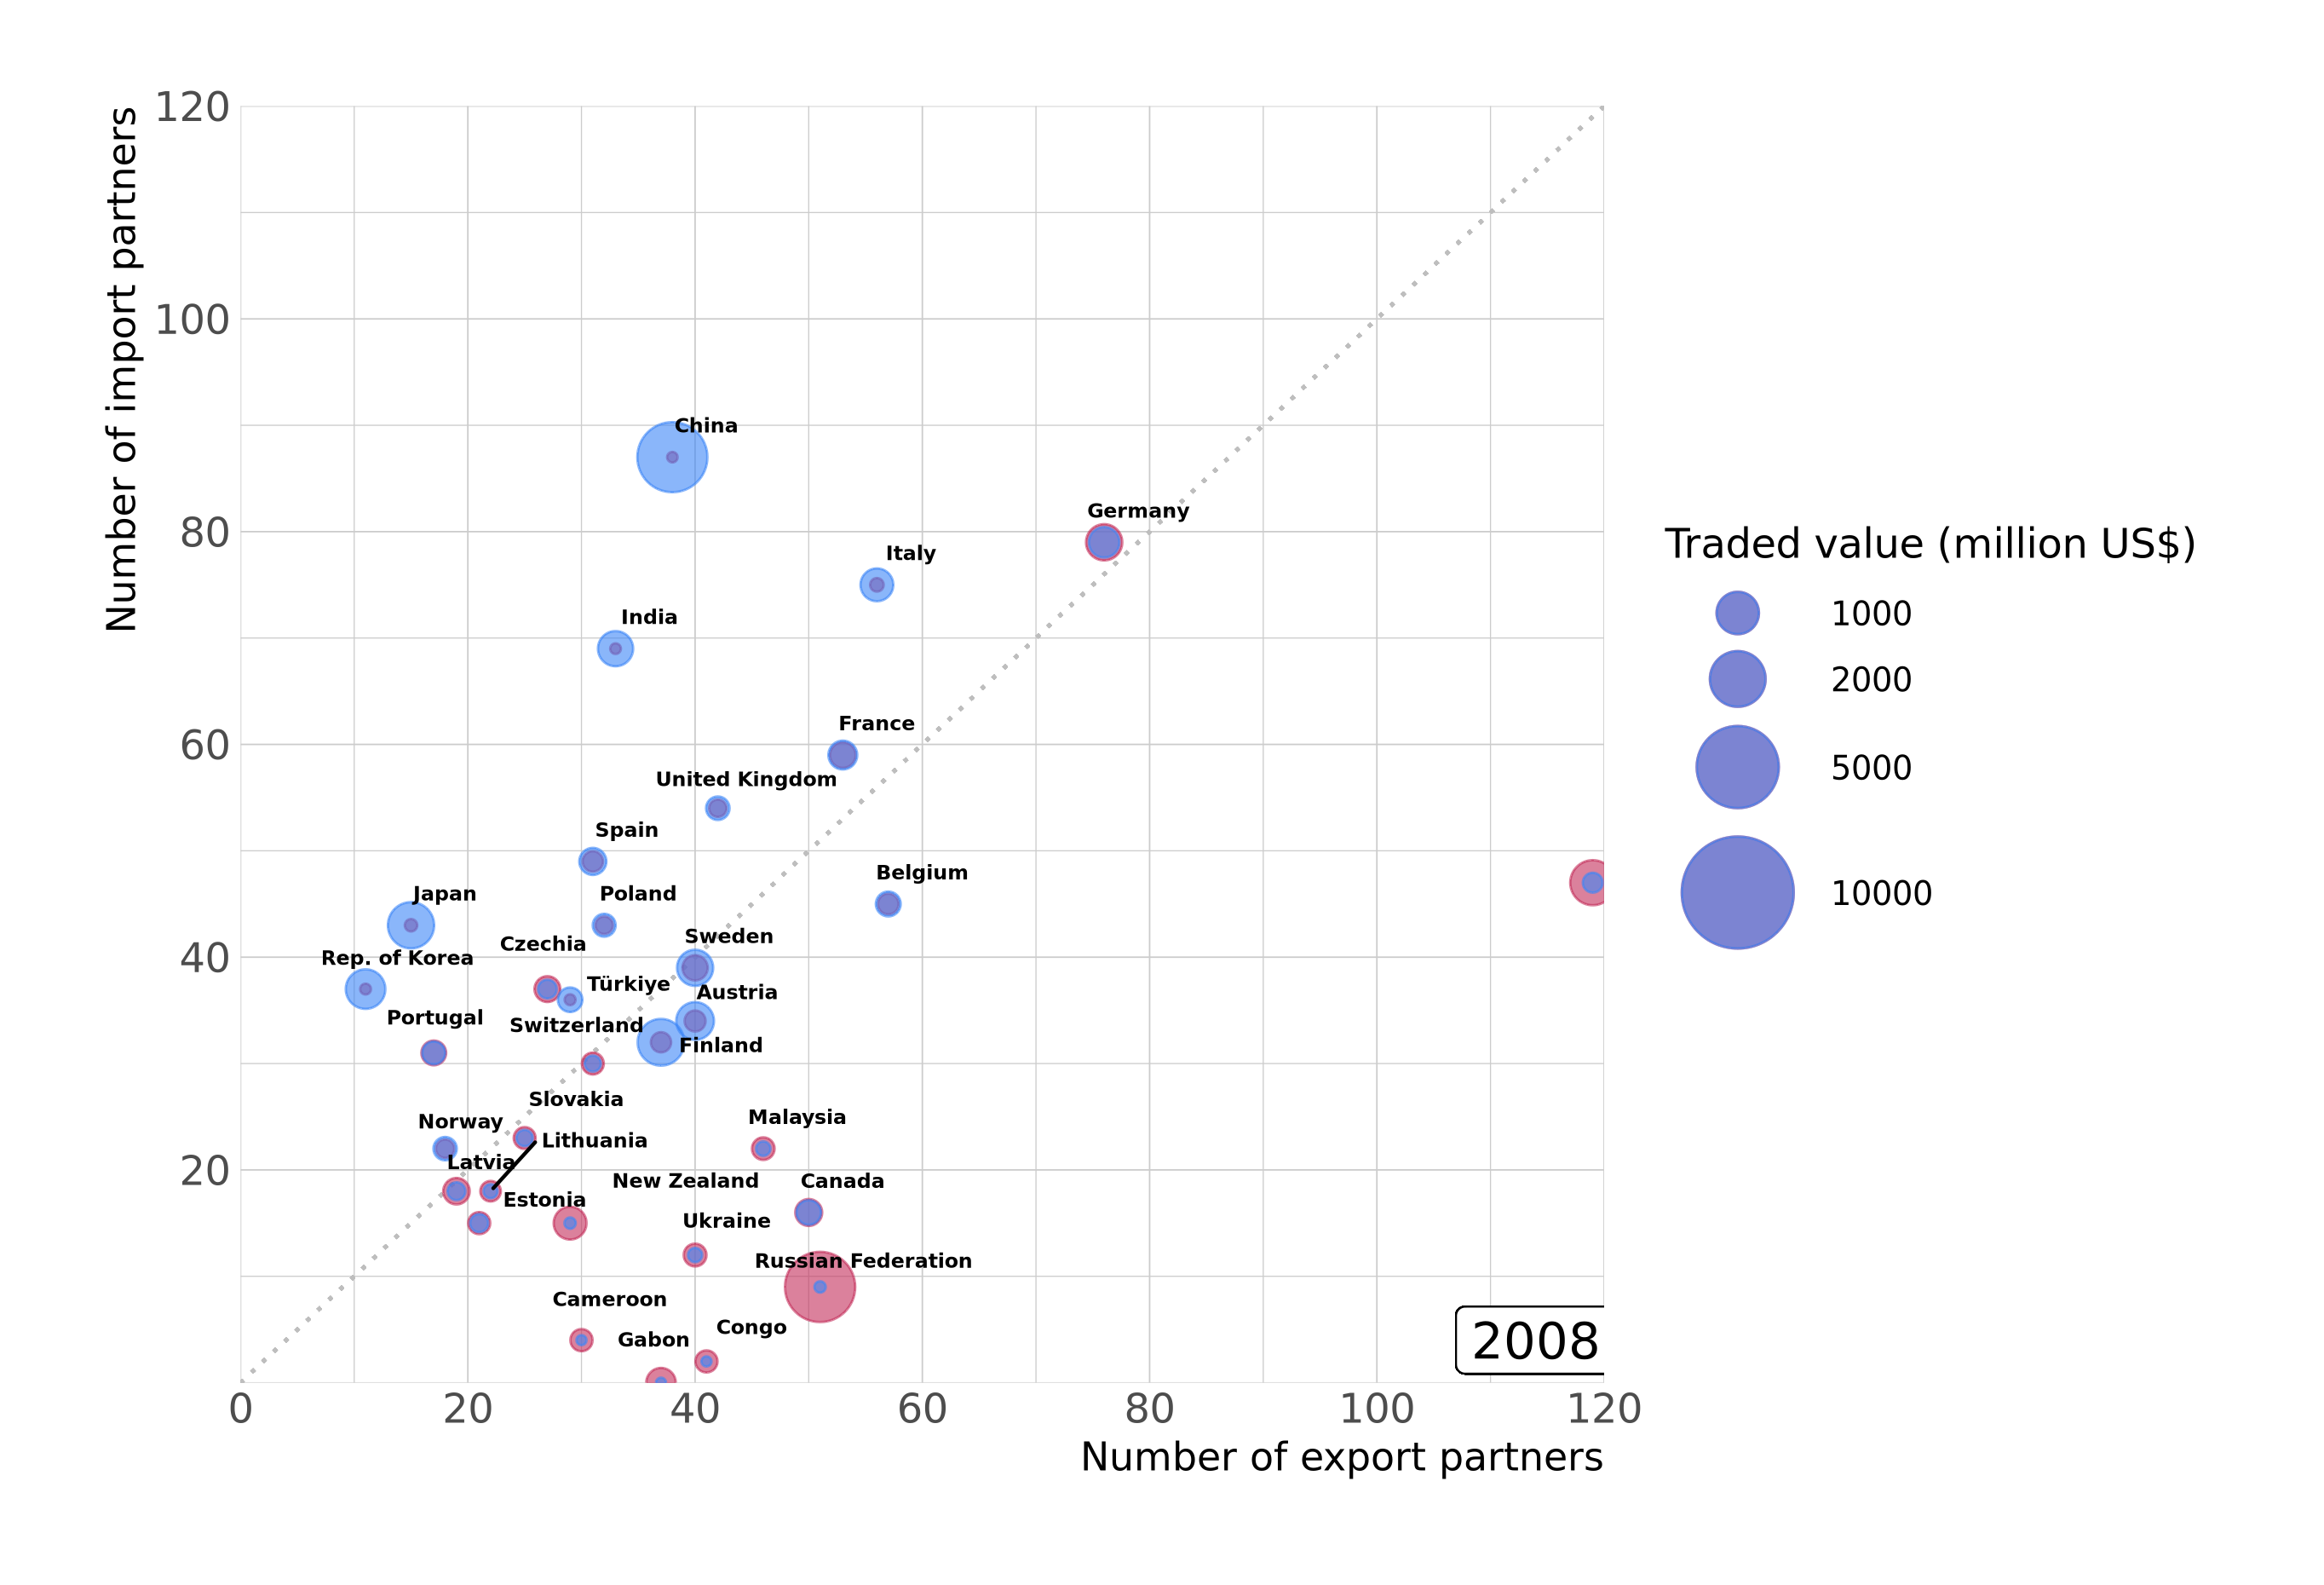 Number of import partners
120
100
80
60
40
20
China
Germany
Italy
India
France
United Kingdom
Spain
Belgium
Japan
Poland
Sweden
Czechia
Rep. of Korea
Türkiye
Austria
Portugal
Switzerland
Finland
Slovakia
Malaysia
Norway
Lithuania
Latvia
New Zealand
Canada
Estonia
Ukraine
Russian Federation
Cameroon
Congo
Gabon
2008
0
20
40
60
80
100
120
Number of export partners
Traded value (million US$)
1000
2000
5000
10000